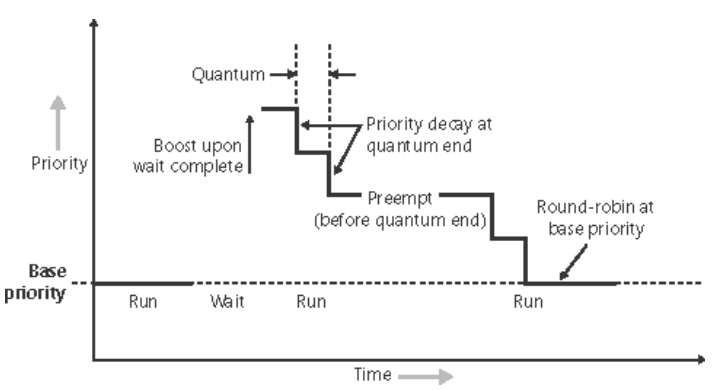 Quantum
Boost upon
wait complete
Priority decay at
quantum end
Priority
Preempt
(before quantum end)
Round-robin at
base priority
Base
priority
Run
Wait
Run
Run
Time